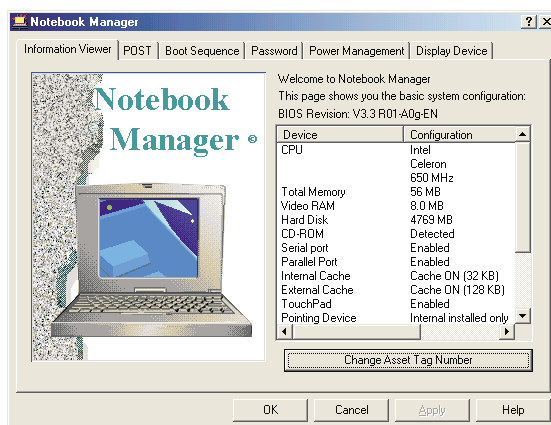 Notebook Manager
Information Viewer POST Boot Sequence Password Power Management Display Device
Notebook
Manager ©
Welcome to Notebook Manager
This page shows you the basic system configuration:
BIOS Revision: V3.3 R01-A0g-EN
Device Configuration
CPU Intel
Celeron
650 MHz
Total Memory 56 MB
Video RAM 8.0 MB
Hard Disk 4769 MB
CD-ROM Detected
Serial port Enabled
Parallel Port Enabled
Internal Cache Cache ON (32 KB)
External Cache Cache ON (128 KB)
TouchPad Enabled
Pointing Device Internal installed only
Change Asset Tag Number
OK Cancel Apply Help